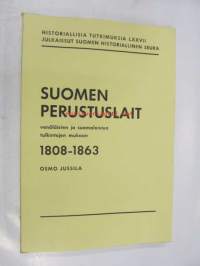 HISTORIALLISIA TUTKIMUKSIA LXXVII
JULKAISSUT SUOMEN HISTORIALLINEN SEURA
SUOMEN
PERUSTUSLAIT
venäläisten ja suomalaisten
tulkintojen mukaan
1808-1863
OSMO JUSSILA